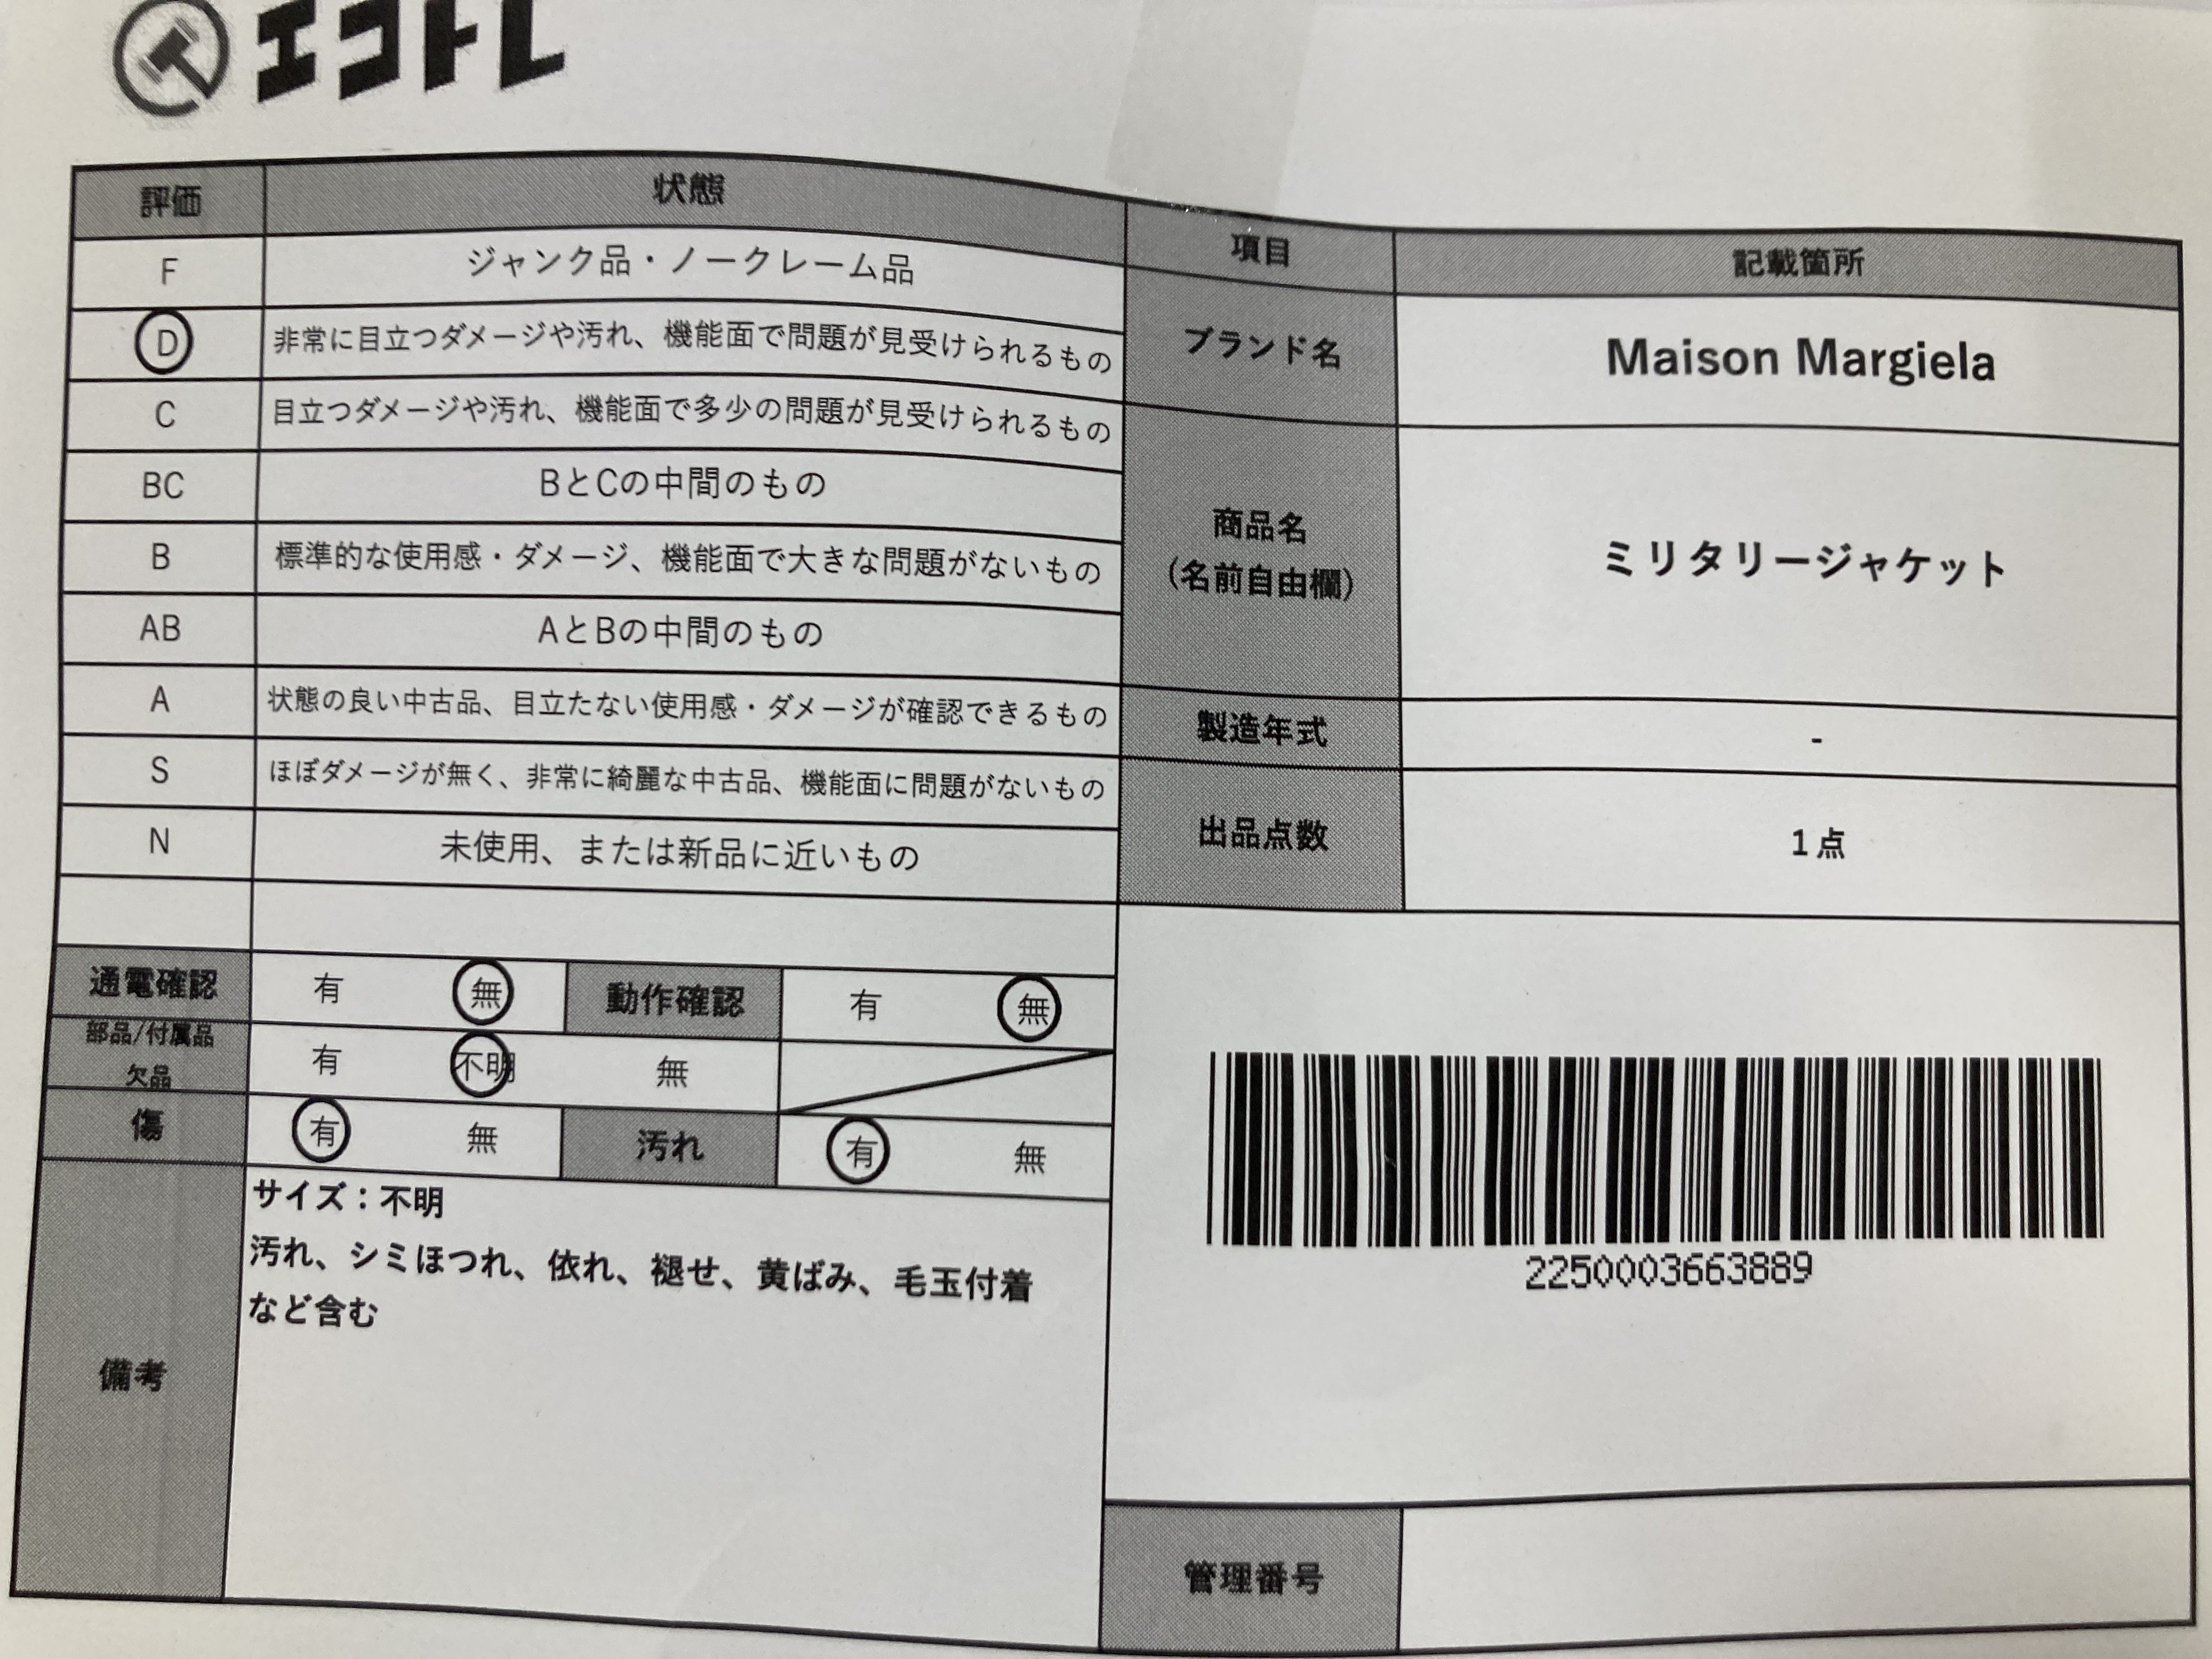 エコトレ
評価 状態
F ジャンク品・ノークレーム品
D 非常に目立つダメージや汚れ、機能面で問題が見受けられるもの
C 目立つダメージや汚れ、機能面で多少の問題が見受けられるもの
BC BとCの中間のもの
B 標準的な使用感・ダメージ、機能面で大きな問題がないもの
AB AとBの中間のもの
A 状態の良い中古品、目立たない使用感・ダメージが確認できるもの
S ほぼダメージが無く、非常に綺麗な中古品、機能面に問題がないもの
N 未使用、または新品に近いもの
通電確認 有 無 動作確認 有 無
部品/付属品
欠品 有 不明 無
傷 有 無 汚れ 有 無
備考
サイズ：不明
汚れ、シミほつれ、依れ、褪せ、黄ばみ、毛玉付着
など含む
項目 記載箇所
ブランド名 Maison Margiela
商品名
(名前自由欄) ミリタリージャケット
製造年式 -
出品点数 1点
2250003663889
管理番号